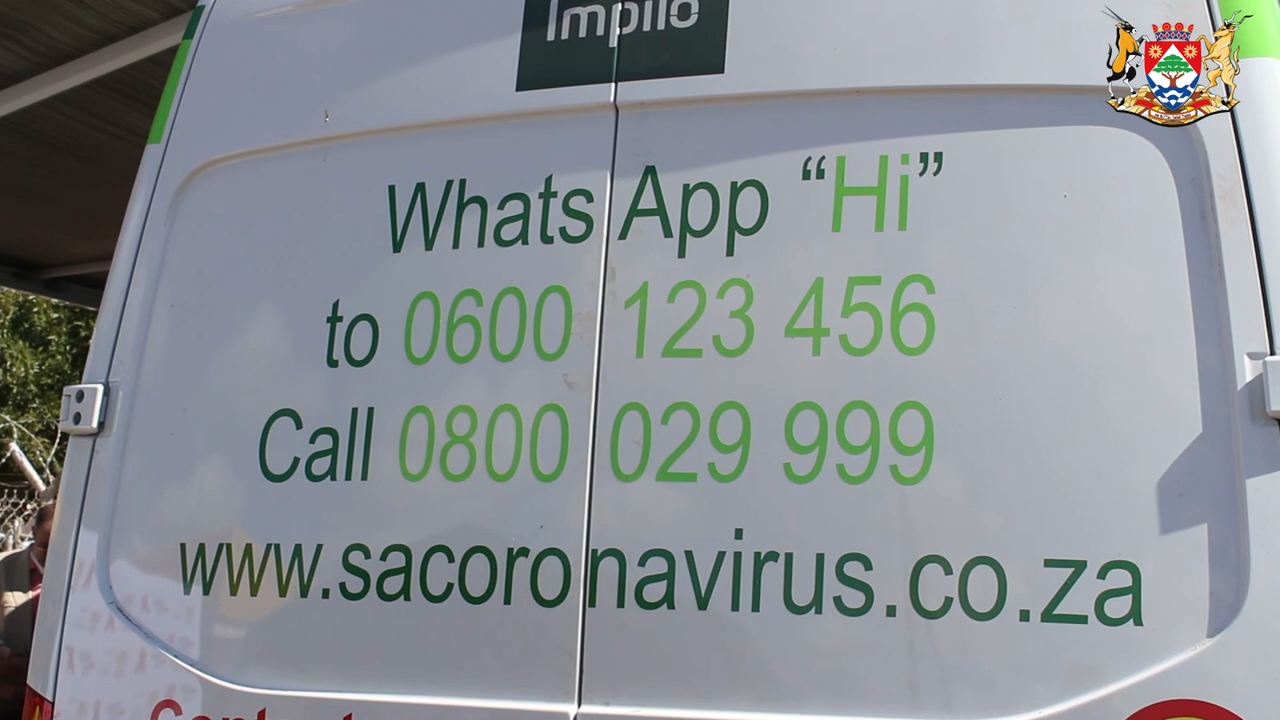 Impilo
Whats App “Hi”
to 0600 123 456
Call 0800 029 999
www.sacoronavirus.co.za